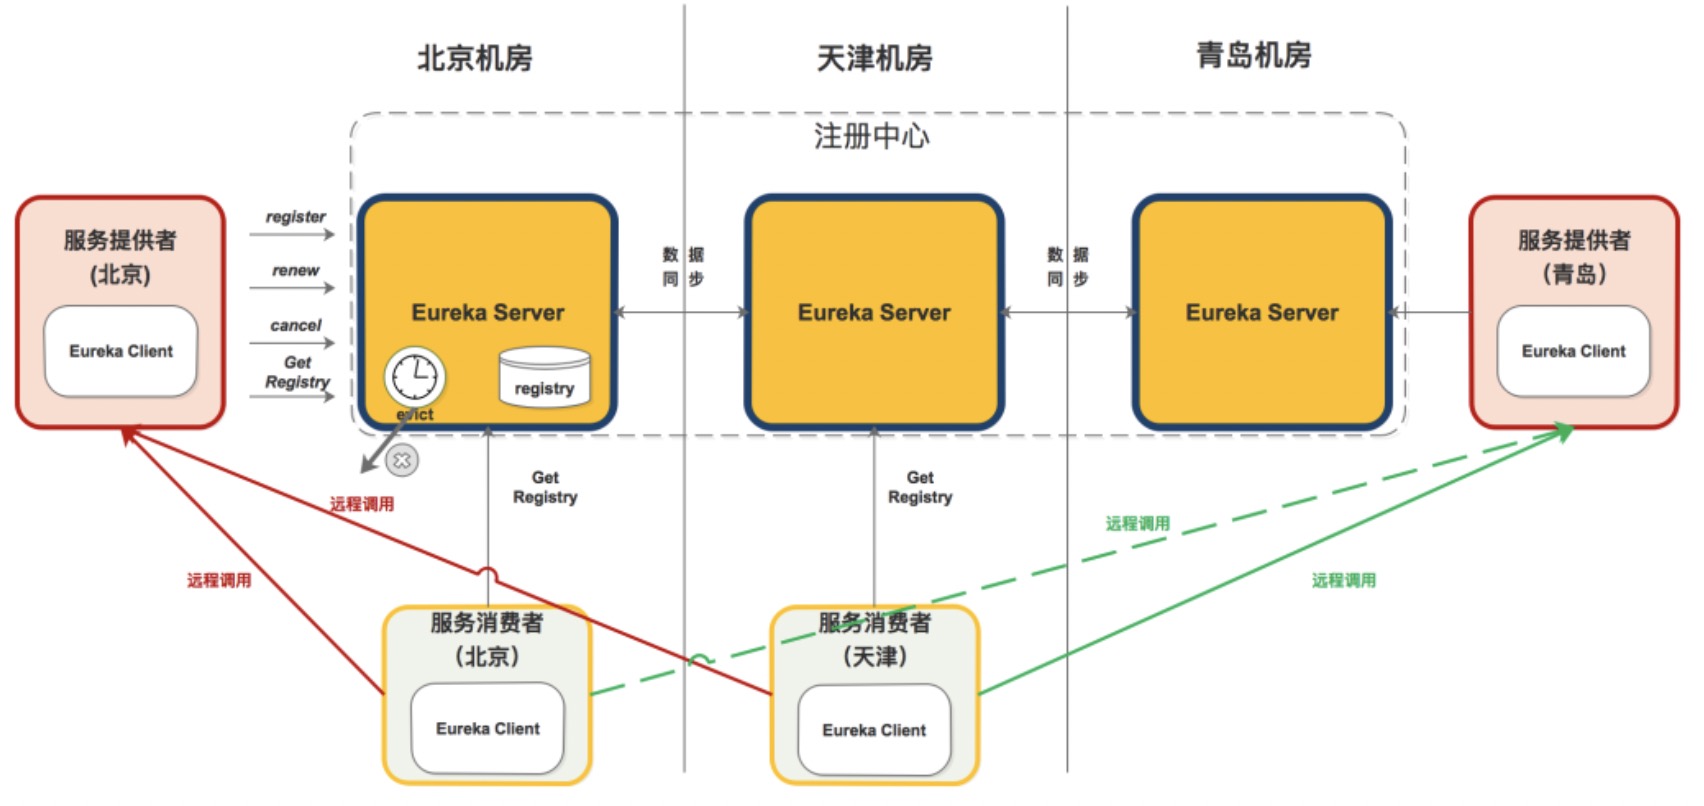 北京机房
天津机房
青岛机房
注册中心
服务提供者
(北京)
Eureka Client
register
renew
cancel
Get
Registry
Eureka Server
evict
registry
数 据
同 步
Eureka Server
数 据
同 步
Eureka Server
服务提供者
（青岛）
Eureka Client
Get
Registry
Get
Registry
远程调用
远程调用
远程调用
远程调用
服务消费者
（北京）
Eureka Client
服务消费者
（天津）
Eureka Client